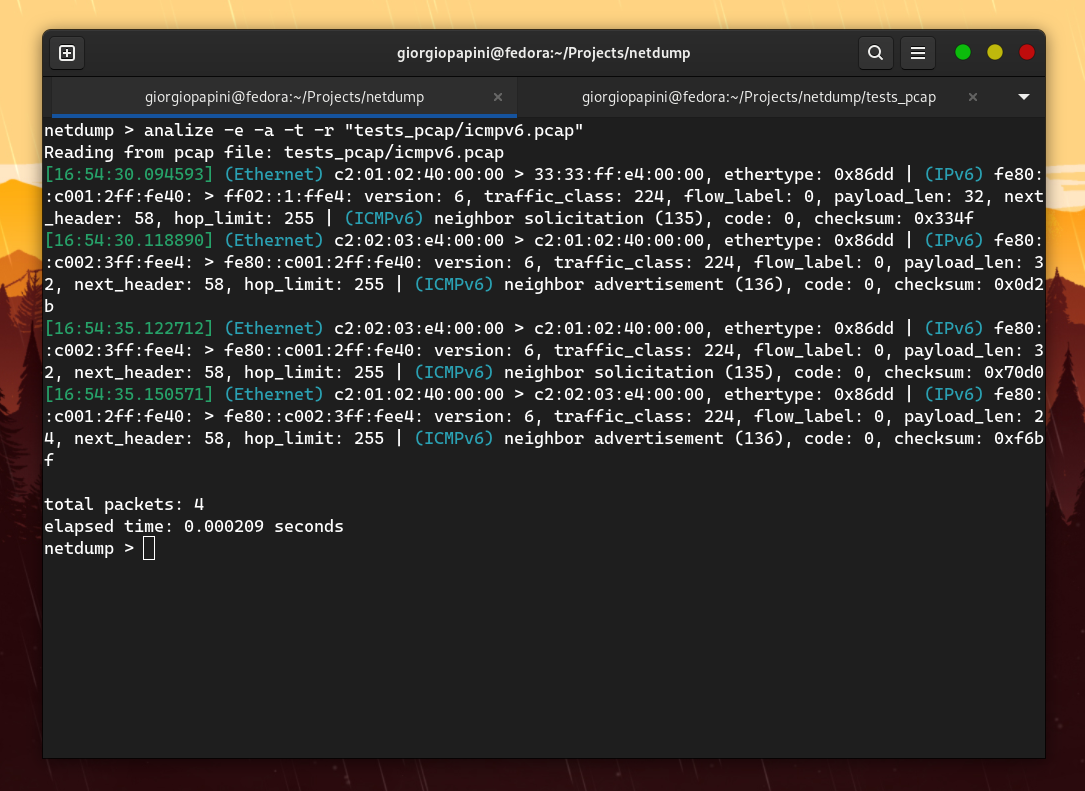 giorgiopapini@fedora:~/Projects/netdump
giorgiopapini@fedora:~/Projects/netdump
giorgiopapini@fedora:~/Projects/netdump/tests_pcap
netdump > analize -e -a -t -r "tests_pcap/icmpv6.pcap"
Reading from pcap file: tests_pcap/icmpv6.pcap
[16:54:30.094593] (Ethernet) c2:01:02:40:00:00 > 33:33:ff:e4:00:00, ethertype: 0x86dd | (IPv6) fe80:
:c001:2ff:fe40: > ff02::1:ffe4: version: 6, traffic_class: 224, flow_label: 0, payload_len: 32, next
_header: 58, hop_limit: 255 | (ICMPv6) neighbor solicitation (135), code: 0, checksum: 0x334f
[16:54:30.118890] (Ethernet) c2:02:03:e4:00:00 > c2:01:02:40:00:00, ethertype: 0x86dd | (IPv6) fe80:
:c002:3ff:fee4: > fe80::c001:2ff:fe40: version: 6, traffic_class: 224, flow_label: 0, payload_len: 3
2, next_header: 58, hop_limit: 255 | (ICMPv6) neighbor advertisement (136), code: 0, checksum: 0x0d2
b
[16:54:35.122712] (Ethernet) c2:02:03:e4:00:00 > c2:01:02:40:00:00, ethertype: 0x86dd | (IPv6) fe80:
:c002:3ff:fee4: > fe80::c001:2ff:fe40: version: 6, traffic_class: 224, flow_label: 0, payload_len: 3
2, next_header: 58, hop_limit: 255 | (ICMPv6) neighbor solicitation (135), code: 0, checksum: 0x70d0
[16:54:35.150571] (Ethernet) c2:01:02:40:00:00 > c2:02:03:e4:00:00, ethertype: 0x86dd | (IPv6) fe80:
:c001:2ff:fe40: > fe80::c002:3ff:fee4: version: 6, traffic_class: 224, flow_label: 0, payload_len: 2
4, next_header: 58, hop_limit: 255 | (ICMPv6) neighbor advertisement (136), code: 0, checksum: 0xf6b
f
total packets: 4
elapsed time: 0.000209 seconds
netdump >